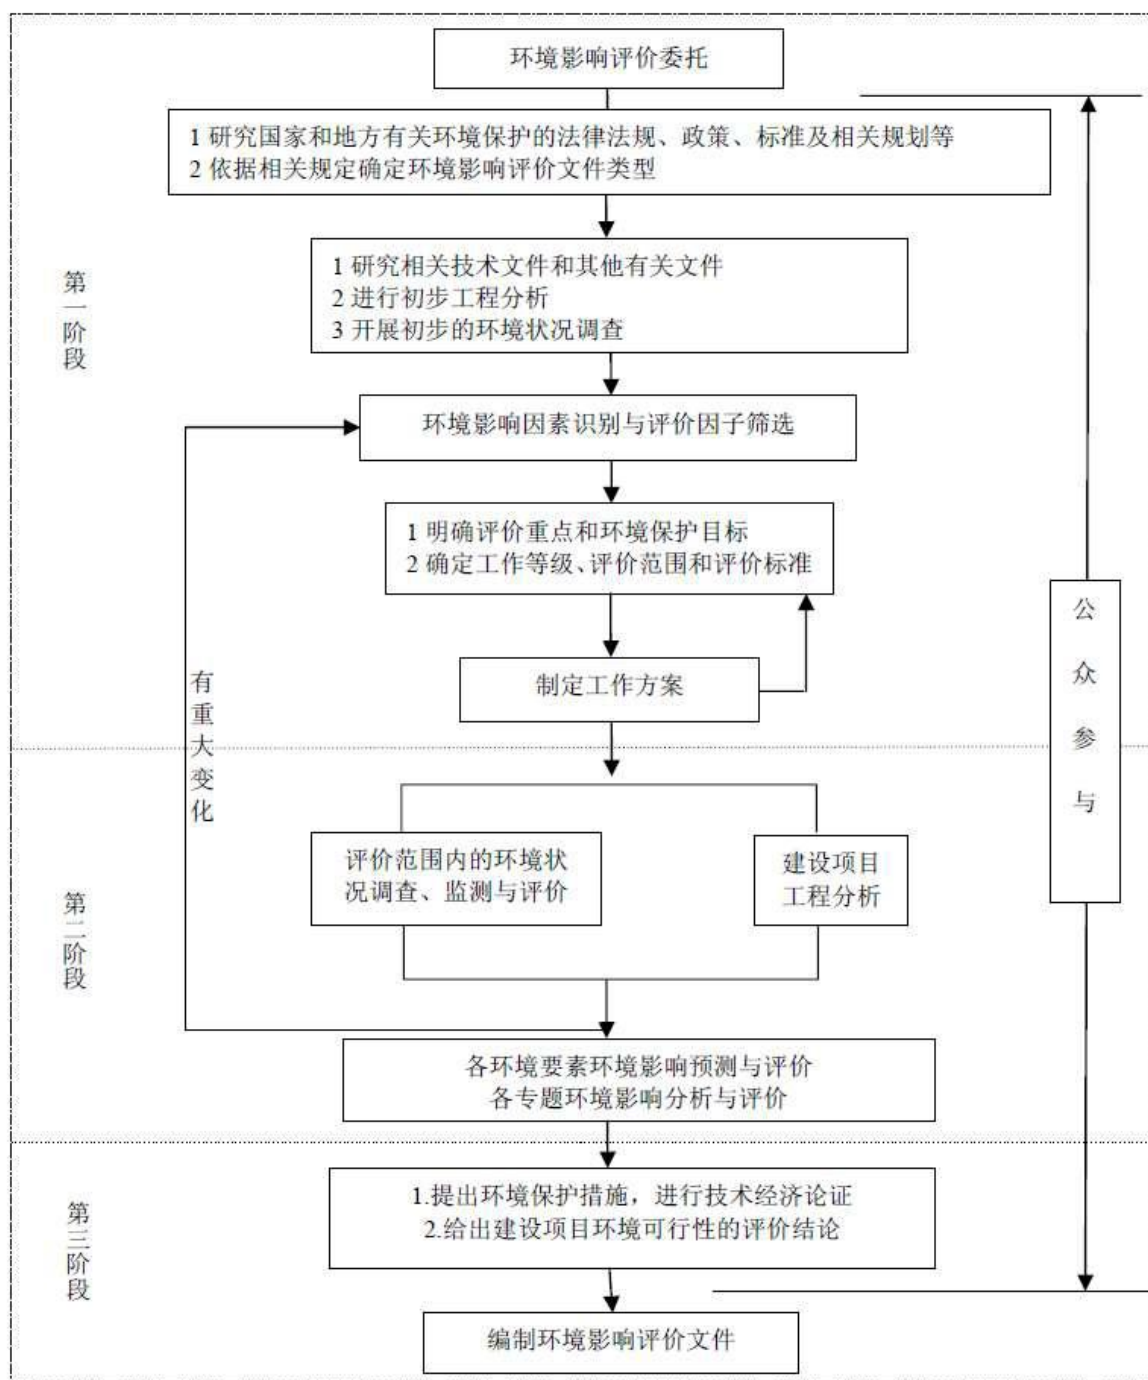 环境影响评价委托
1 研究国家和地方有关环境保护的法律法规、政策、标准及相关规划等
2 依据相关规定确定环境影响评价文件类型
第一阶段
1 研究相关技术文件和其他有关文件
2 进行初步工程分析
3 开展初步的环境状况调查
环境影响因素识别与评价因子筛选
1 明确评价重点和环境保护目标
2 确定工作等级、评价范围和评价标准
公众参与
制定工作方案
有重大变化
第二阶段
评价范围内的环境状
况调查、监测与评价
建设项目
工程分析
各环境要素环境影响预测与评价
各专题环境影响分析与评价
第三阶段
1.提出环境保护措施，进行技术经济论证
2.给出建设项目环境可行性的评价结论
编制环境影响评价文件